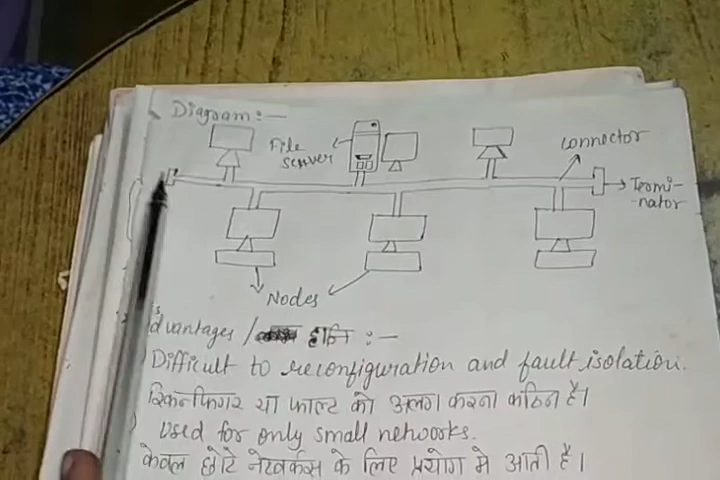 Diagram:-
File
server
connector
Termi-
nator
Nodes
dvantages / हानि :-
Difficult to reconfiguration and fault isolation.
रिकन्फिगर या फाल्ट को अलग करना कठिन है।
Used for only small networks.
केवल छोटे नेटवर्कस के लिए प्रयोग मे आती है।